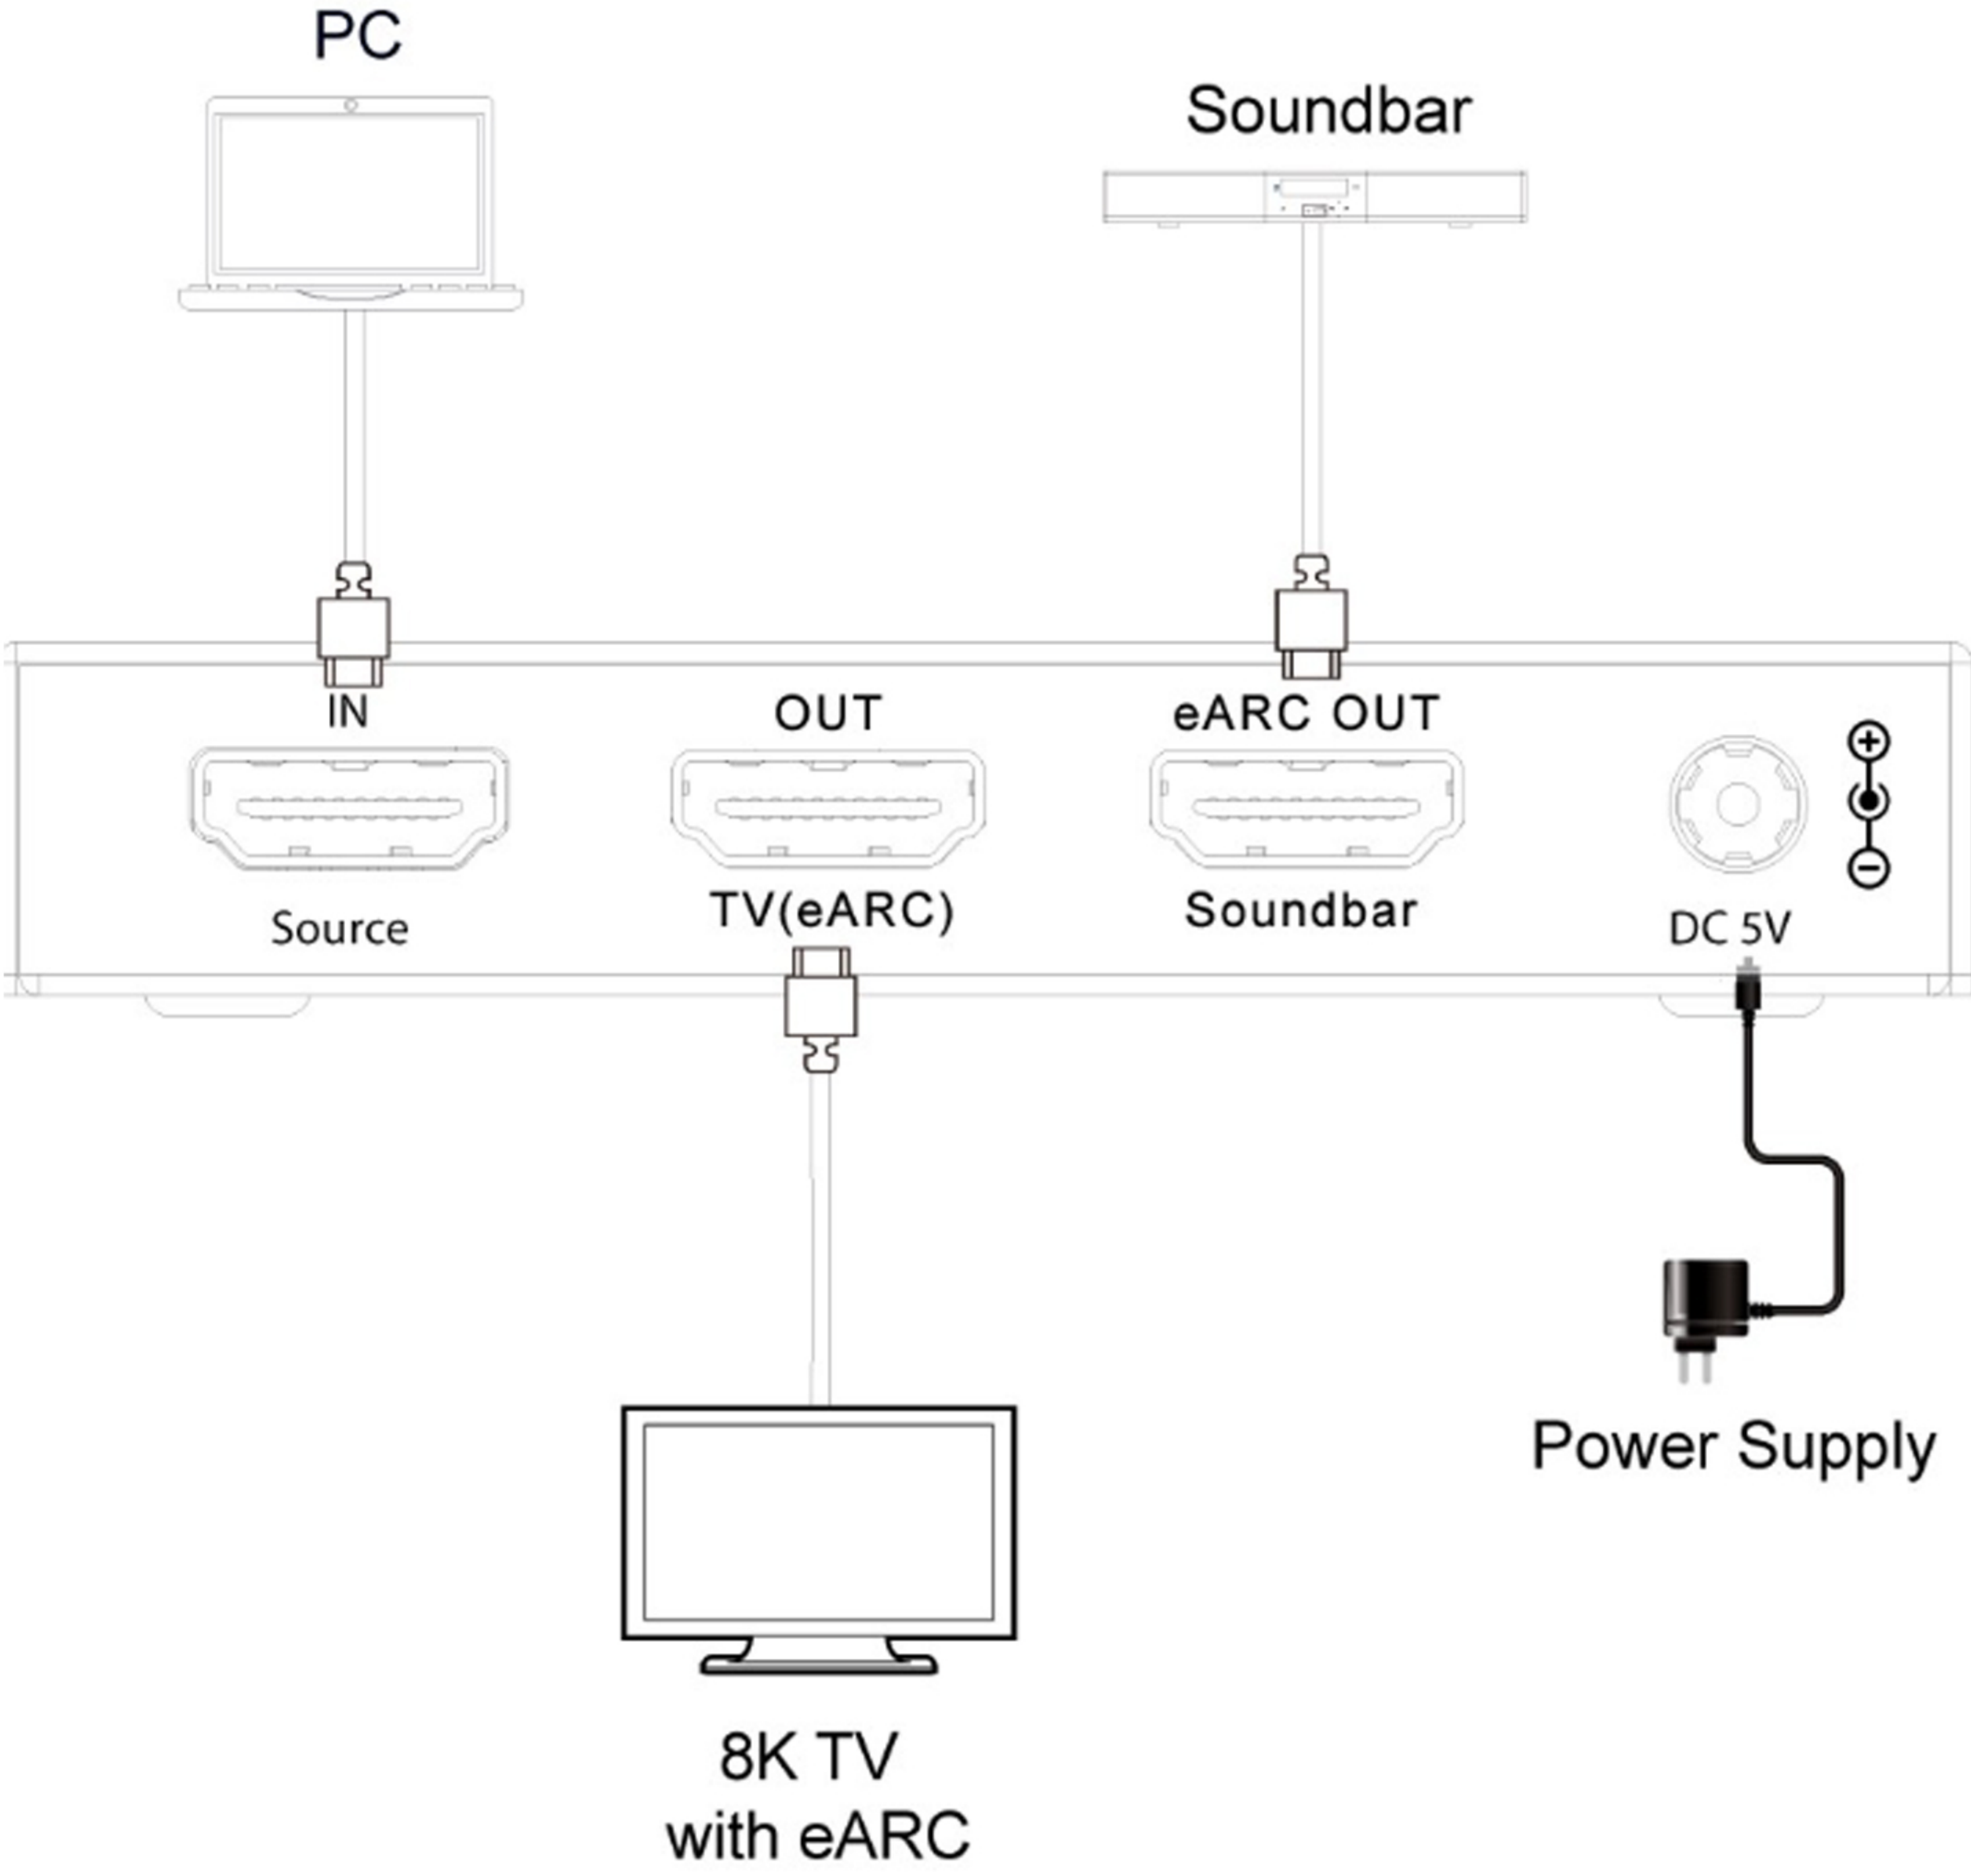 PC
Soundbar
IN
OUT
eARC OUT
Source
TV(eARC)
Soundbar
DC 5V
Power Supply
8K TV
with eARC